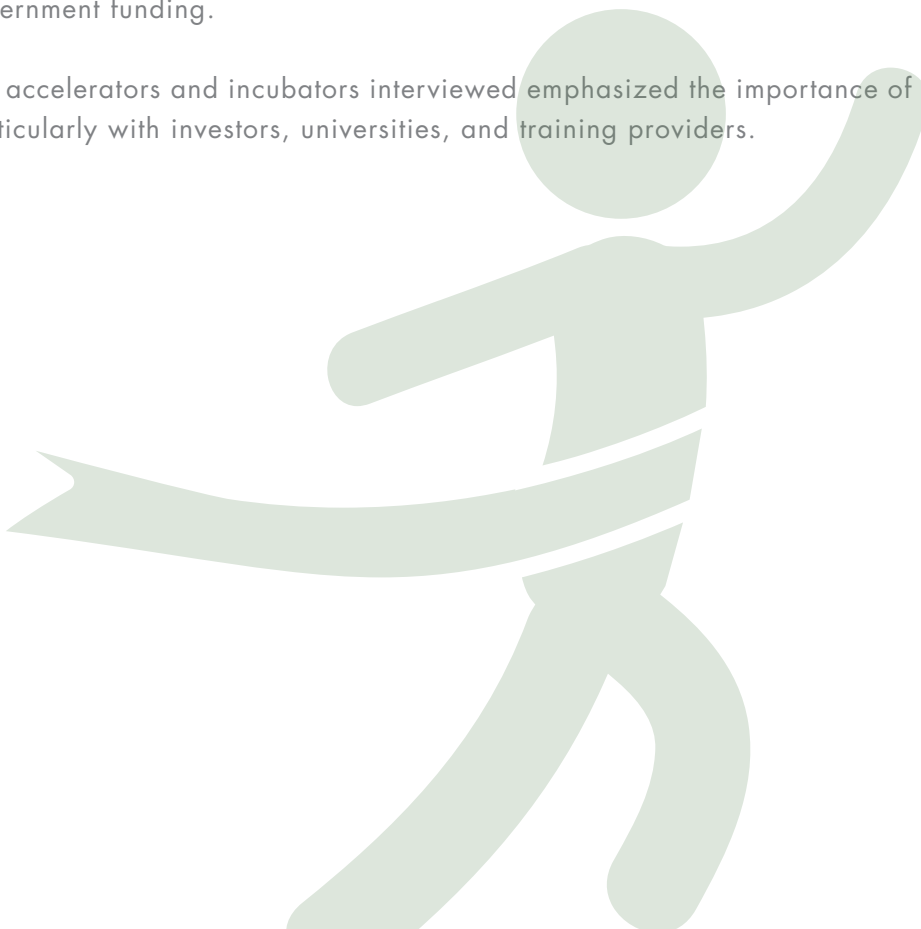 ernment funding.
accelerators and incubators interviewed emphasized the importance of
ticularly with investors, universities, and training providers.